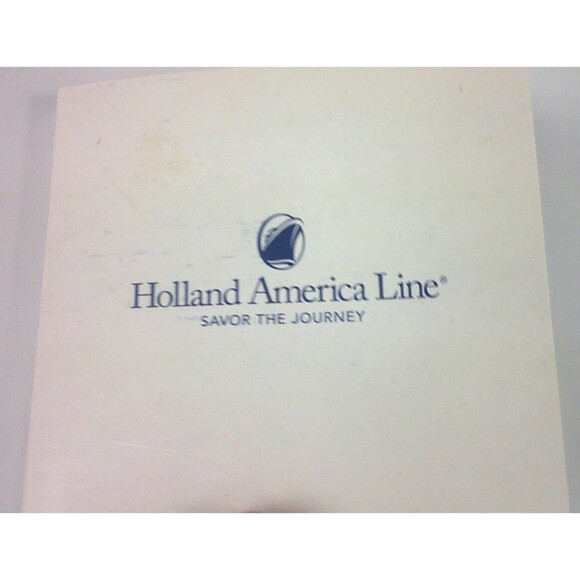 Holland America Line®
SAVOR THE JOURNEY